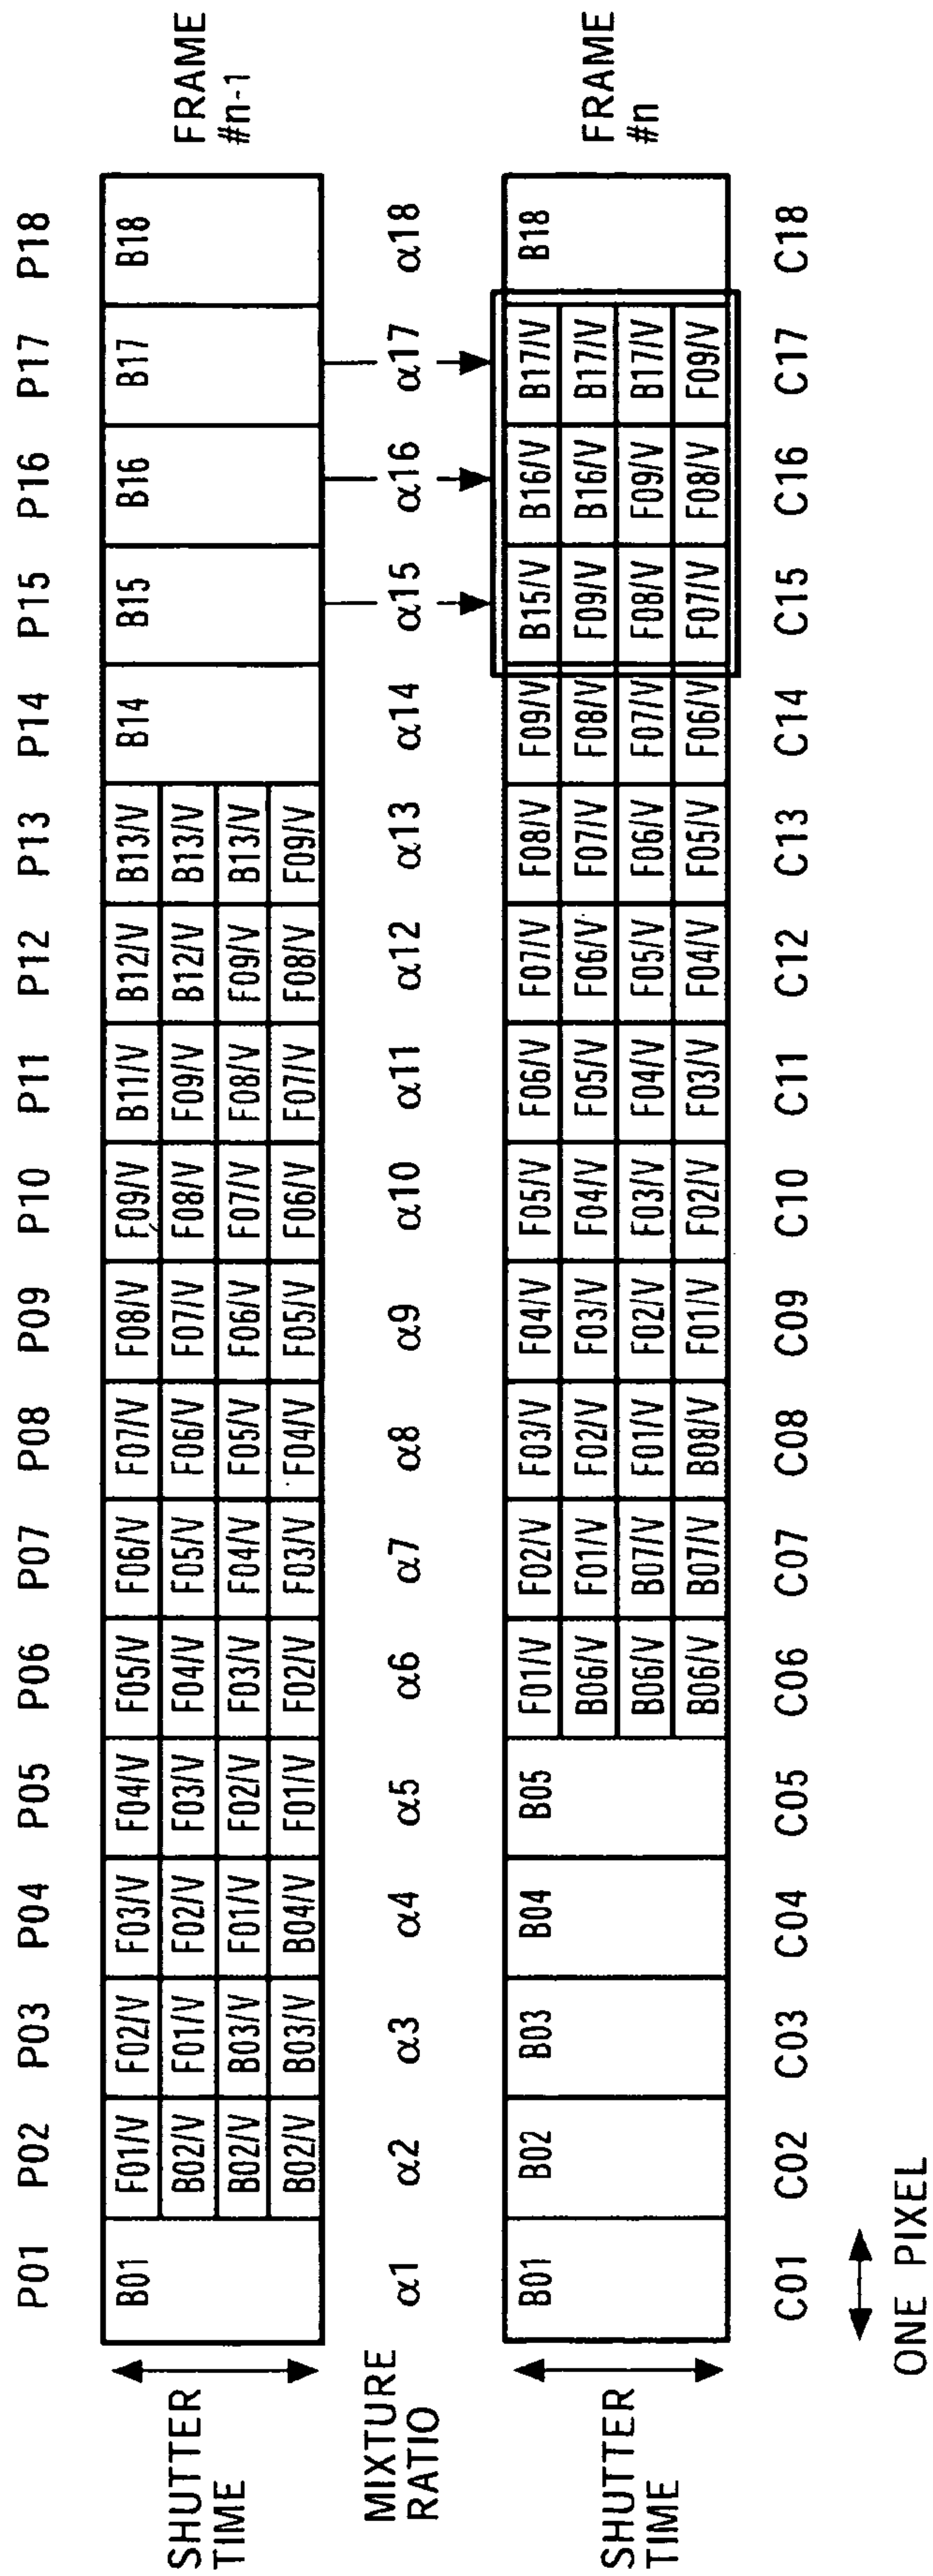 P01 P02 P03 P04 P05 P06 P07 P08 P09 P10 P11 P12 P13 P14 P15 P16 P17 P18
SHUTTER
TIME
B01 F01/V F02/V F03/V F04/V F05/V F06/V F07/V F08/V F09/V B11/V B12/V B13/V B14 B15 B16 B17 B18
B02/V F01/V F02/V F03/V F04/V F05/V F06/V F07/V F08/V F09/V B12/V B13/V
B02/V B03/V F01/V F02/V F03/V F04/V F05/V F06/V F07/V F08/V F09/V B13/V
B02/V B03/V B04/V F01/V F02/V F03/V F04/V F05/V F06/V F07/V F08/V F09/V
FRAME
#n-1
MIXTURE
RATIO
α1 α2 α3 α4 α5 α6 α7 α8 α9 α10 α11 α12 α13 α14 α15 α16 α17 α18
SHUTTER
TIME
B01 B02 B03 B04 B05 F01/V F02/V F03/V F04/V F05/V F06/V F07/V F08/V F09/V B15/V B16/V B17/V B18
B06/V F01/V F02/V F03/V F04/V F05/V F06/V F07/V F08/V F09/V B16/V B17/V
B06/V B07/V F01/V F02/V F03/V F04/V F05/V F06/V F07/V F08/V F09/V B17/V
B06/V B07/V B08/V F01/V F02/V F03/V F04/V F05/V F06/V F07/V F08/V F09/V
FRAME
#n
C01 C02 C03 C04 C05 C06 C07 C08 C09 C10 C11 C12 C13 C14 C15 C16 C17 C18
ONE PIXEL